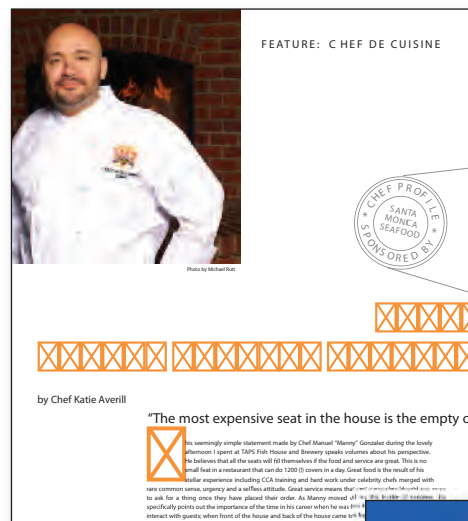 FEATURE: CHEF DE CUISINE
CHEF PROFILE
SANTA
MONICA
SEAFOOD
* SPONSORED BY *
Photo by Michael Rutt
by Chef Katie Averill
"The most expensive seat in the house is the empty
his seemingly simple statement made by Chef Manuel "Manny" Gonzalez during the lovely
afternoon I spent at TAPS Fish House and Brewery speaks volumes about his perspective.
He believes that all the seats will fill themselves if the food and service are great. This is no
small feat in a restaurant that can do 1200 (!) covers in a day. Great food is the result of his
stellar experience including CCA training and hard work under celebrity chefs merged with
rare common sense, urgency and a selfless attitude. Great service means that
to ask for a thing once they have placed their order. As Manny moved
specifically points out the importance of the time in his career when he was
interact with guests; when front of the house and back of the house came